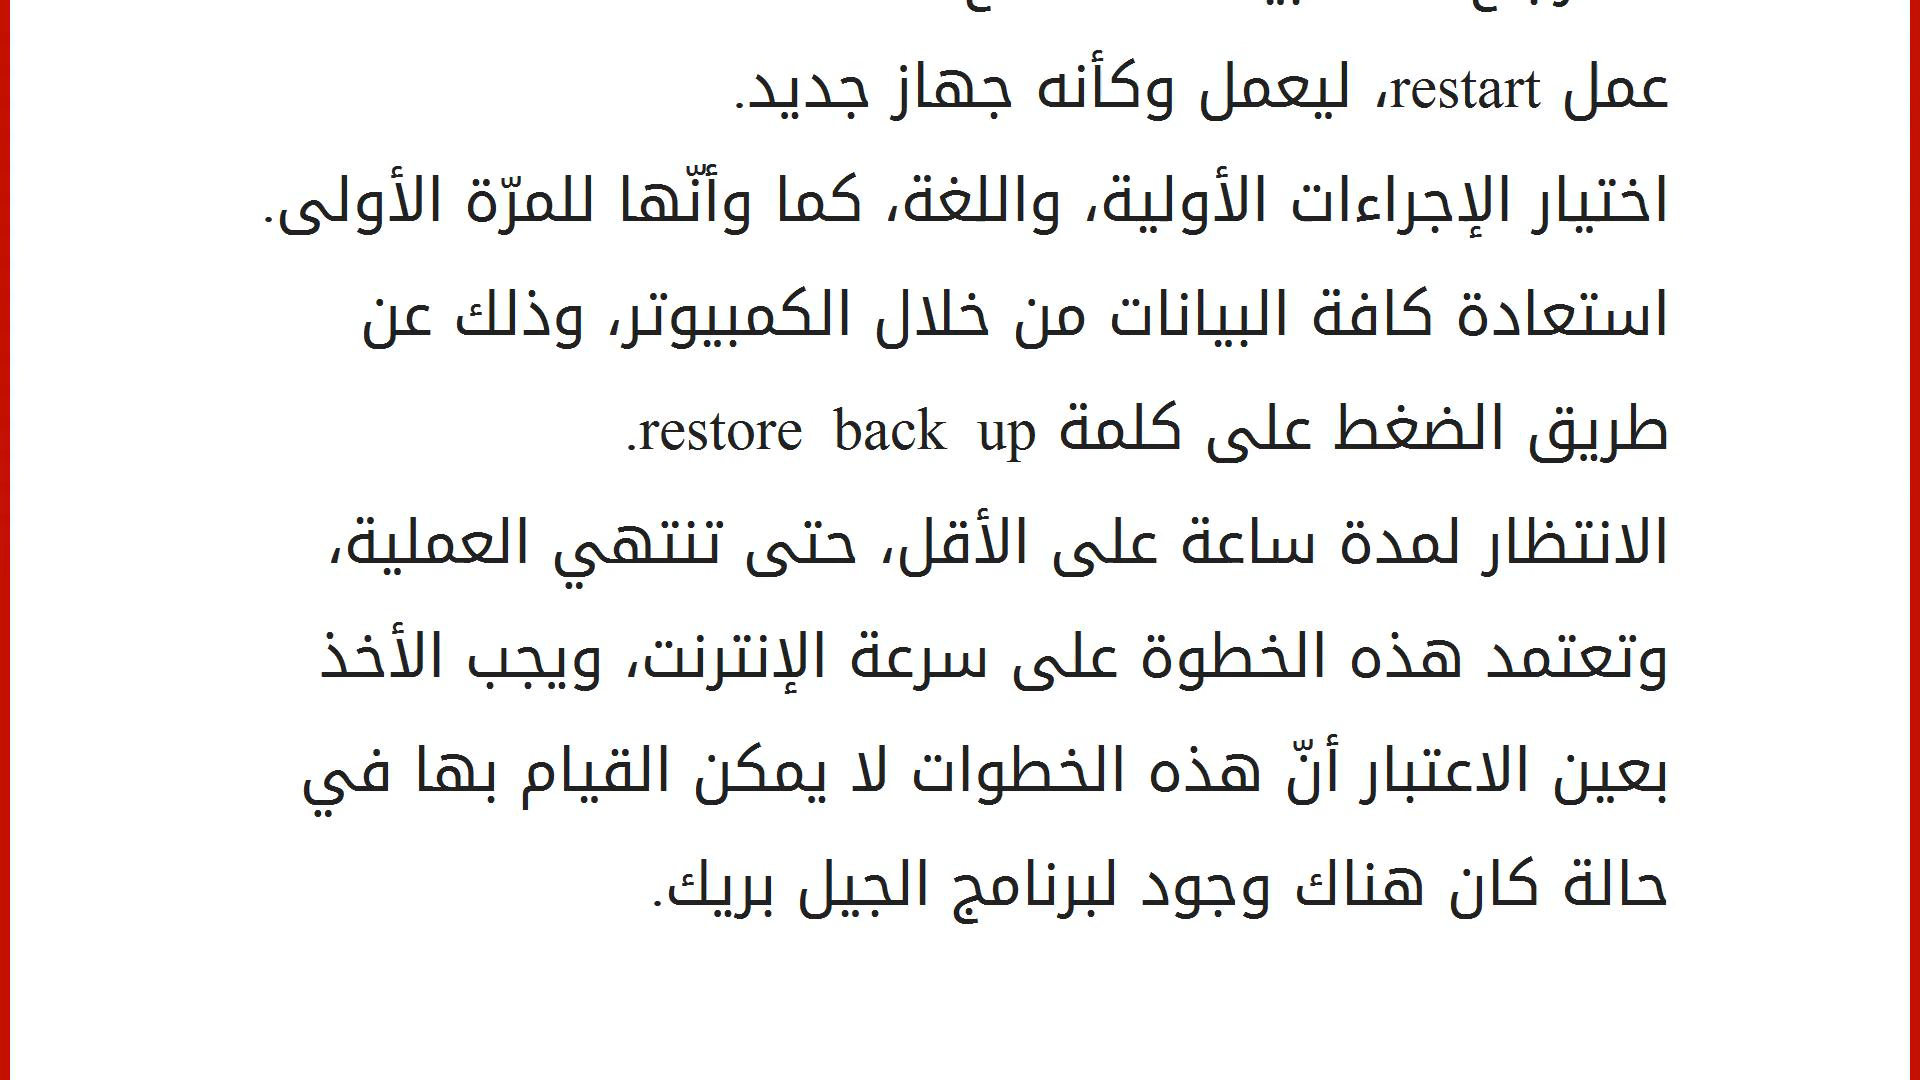 عمل restart، ليعمل وكأنه جهاز جديد.
اختيار الإجراءات الأولية، واللغة، كما وأنّها للمرّة الأولى.
استعادة كافة البيانات من خلال الكمبيوتر، وذلك عن
طريق الضغط على كلمة restore back up.
الانتظار لمدة ساعة على الأقل، حتى تنتهي العملية،
وتعتمد هذه الخطوة على سرعة الإنترنت، ويجب الأخذ
بعين الاعتبار أنّ هذه الخطوات لا يمكن القيام بها في
حالة كان هناك وجود لبرنامج الجيل بريك.